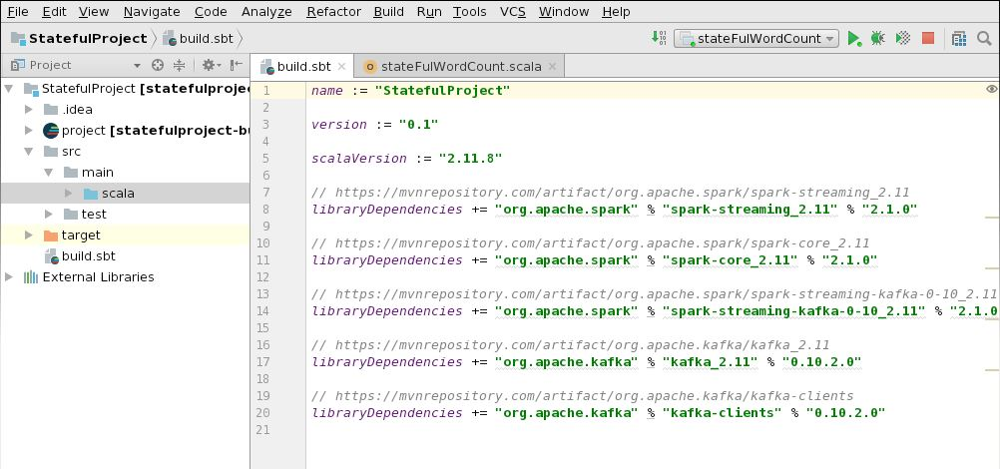 File Edit View Navigate Code Analyze Refactor Build Run Tools VCS Window Help
StatefulProject build.sbt stateFulWordCount
Project
build.sbt stateFulWordCount.scala
StatefulProject [statefulproje
.idea
project [statefulproject-bu
src
main
scala
test
target
build.sbt
External Libraries
1 name := "StatefulProject"
2
3 version := "0.1"
4
5 scalaVersion := "2.11.8"
6
7 // https://mvnrepository.com/artifact/org.apache.spark/spark-streaming_2.11
8 libraryDependencies += "org.apache.spark" % "spark-streaming_2.11" % "2.1.0"
9
10 // https://mvnrepository.com/artifact/org.apache.spark/spark-core_2.11
11 libraryDependencies += "org.apache.spark" % "spark-core_2.11" % "2.1.0"
12
13 // https://mvnrepository.com/artifact/org.apache.spark/spark-streaming-kafka-0-10_2.11
14 libraryDependencies += "org.apache.spark" % "spark-streaming-kafka-0-10_2.11" % "2.1.0
15
16 // https://mvnrepository.com/artifact/org.apache.kafka/kafka_2.11
17 libraryDependencies += "org.apache.kafka" % "kafka_2.11" % "0.10.2.0"
18
19 // https://mvnrepository.com/artifact/org.apache.kafka/kafka-clients
20 libraryDependencies += "org.apache.kafka" % "kafka-clients" % "0.10.2.0"
21